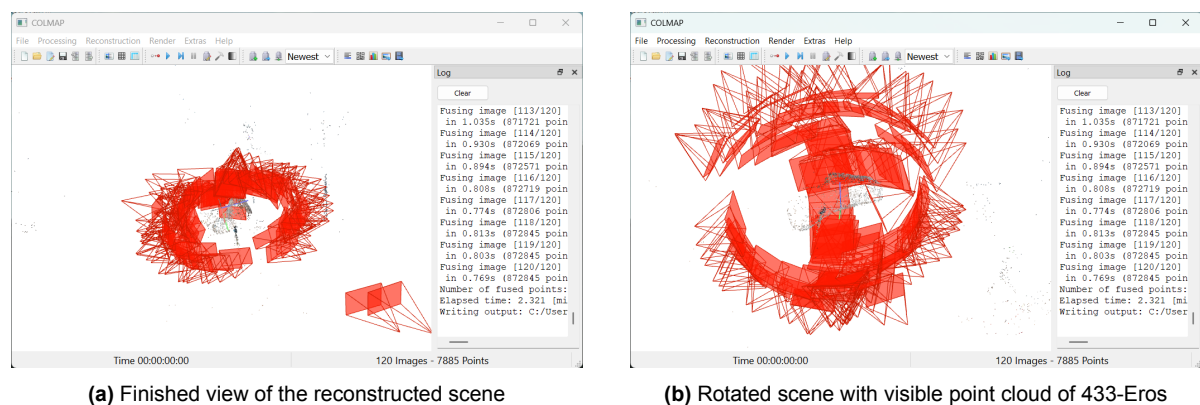 COLMAP
File Processing Reconstruction Render Extras Help
Newest
Log
Clear
Fusing image [113/120]
in 1.035s (871721 poin
Fusing image [114/120]
in 0.930s (872069 poin
Fusing image [115/120]
in 0.894s (872571 poin
Fusing image [116/120]
in 0.808s (872719 poin
Fusing image [117/120]
in 0.774s (872806 poin
Fusing image [118/120]
in 0.813s (872845 poin
Fusing image [119/120]
in 0.803s (872845 poin
Fusing image [120/120]
in 0.769s (872845 poin
Number of fused points:
Elapsed time: 2.321 [mi
Writing output: C:/User
Time 00:00:00:00 120 Images - 7885 Points
(a) Finished view of the reconstructed scene
COLMAP
File Processing Reconstruction Render Extras Help
Newest
Log
Clear
Fusing image [113/120]
in 1.035s (871721 poin
Fusing image [114/120]
in 0.930s (872069 poin
Fusing image [115/120]
in 0.894s (872571 poin
Fusing image [116/120]
in 0.808s (872719 poin
Fusing image [117/120]
in 0.774s (872806 poin
Fusing image [118/120]
in 0.813s (872845 poin
Fusing image [119/120]
in 0.803s (872845 poin
Fusing image [120/120]
in 0.769s (872845 poin
Number of fused points:
Elapsed time: 2.321 [mi
Writing output: C:/User
Time 00:00:00:00 120 Images - 7885 Points
(b) Rotated scene with visible point cloud of 433-Eros